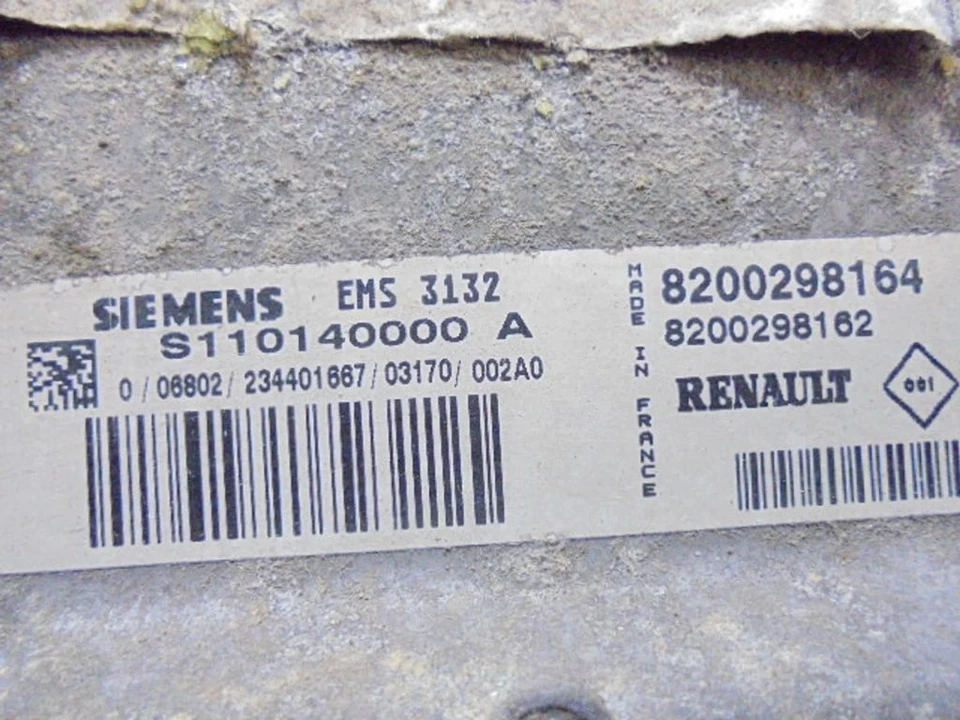 SIEMENS EMS 3132
S110140000 A
0 / 06802 / 234401667 / 03170 / 002A0
MADE IN FRANCE
8200298164
8200298162
RENAULT